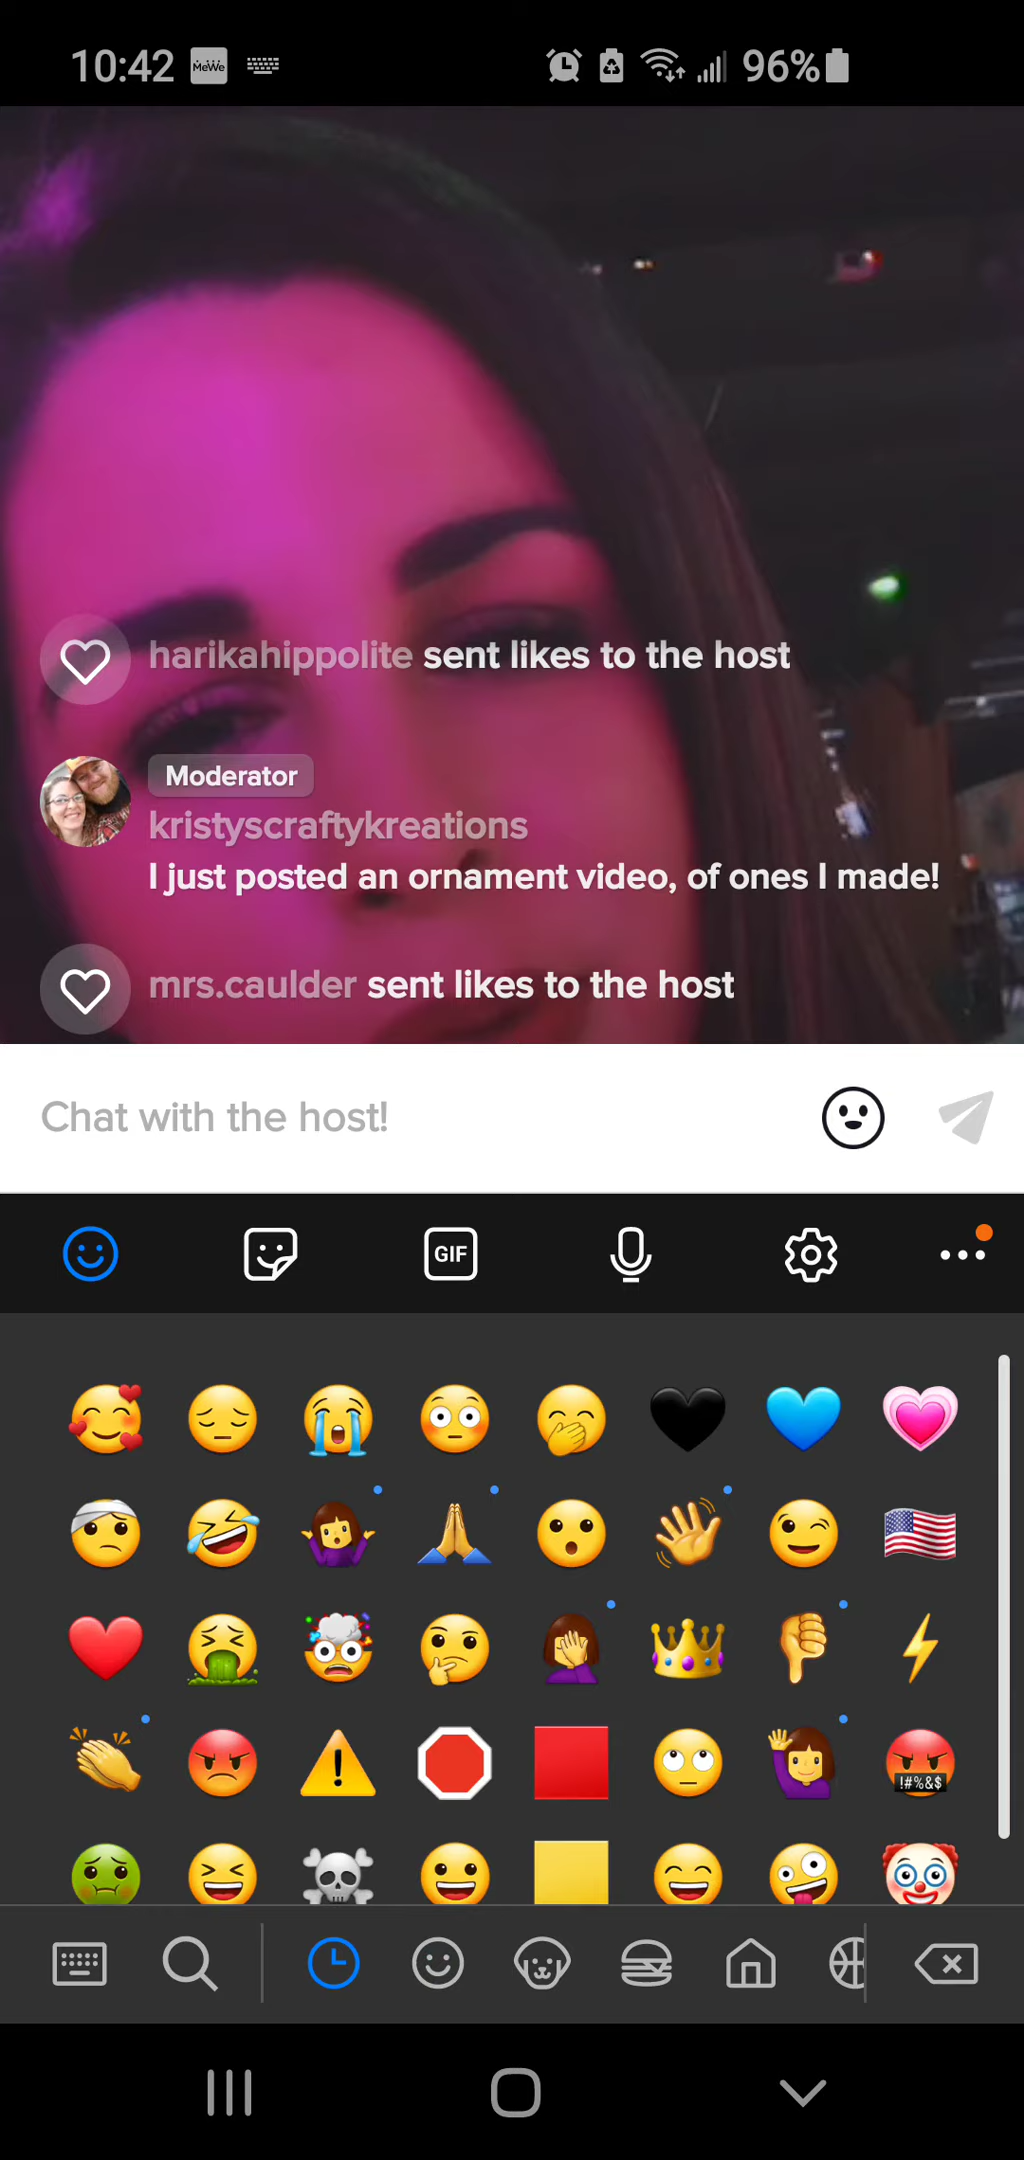 10:42 MeWe 96%
harikahippolite sent likes to the host
Moderator
kristyscraftykreations
I just posted an ornament video, of ones I made!
mrs.caulder sent likes to the host
Chat with the host!
GIF
!#%&$